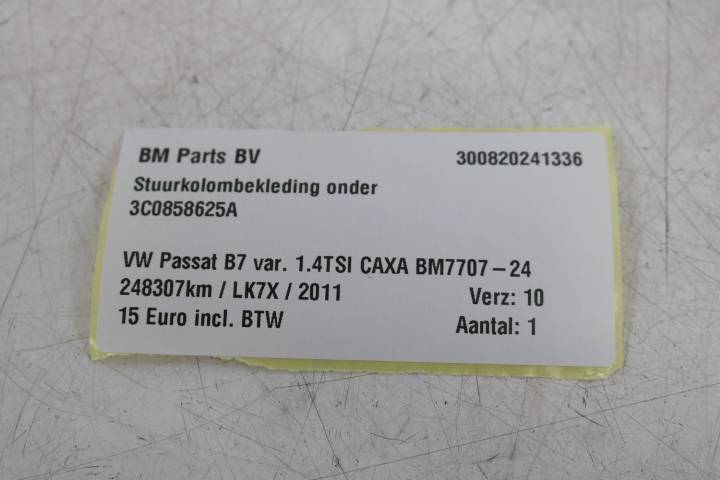 BM Parts BV 300820241336
Stuurkolombekleding onder
3C0858625A
VW Passat B7 var. 1.4TSI CAXA BM7707-24
248307km / LK7X / 2011 Verz: 10
15 Euro incl. BTW Aantal: 1